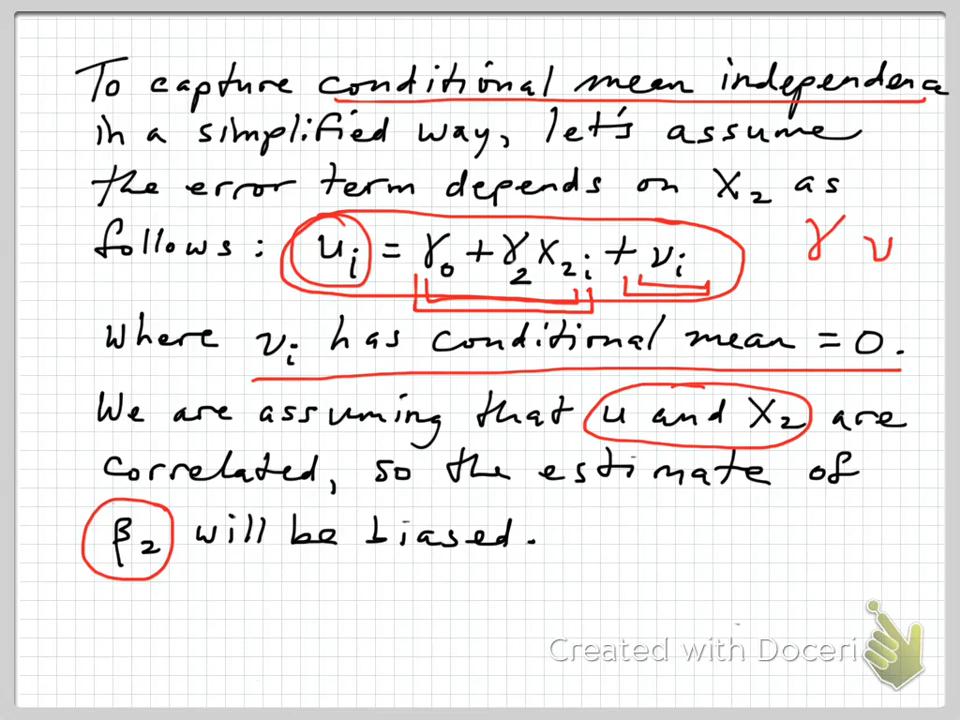 To capture conditional mean independence
in a simplified way, let's assume
the error term depends on X₂ as
follows: uᵢ = γ₀ + γ₂X₂ᵢ + νᵢ γ ν
where νᵢ has conditional mean = 0.
We are assuming that u and X₂ are
correlated, so the estimate of
β₂ will be biased.
Created with Doceri